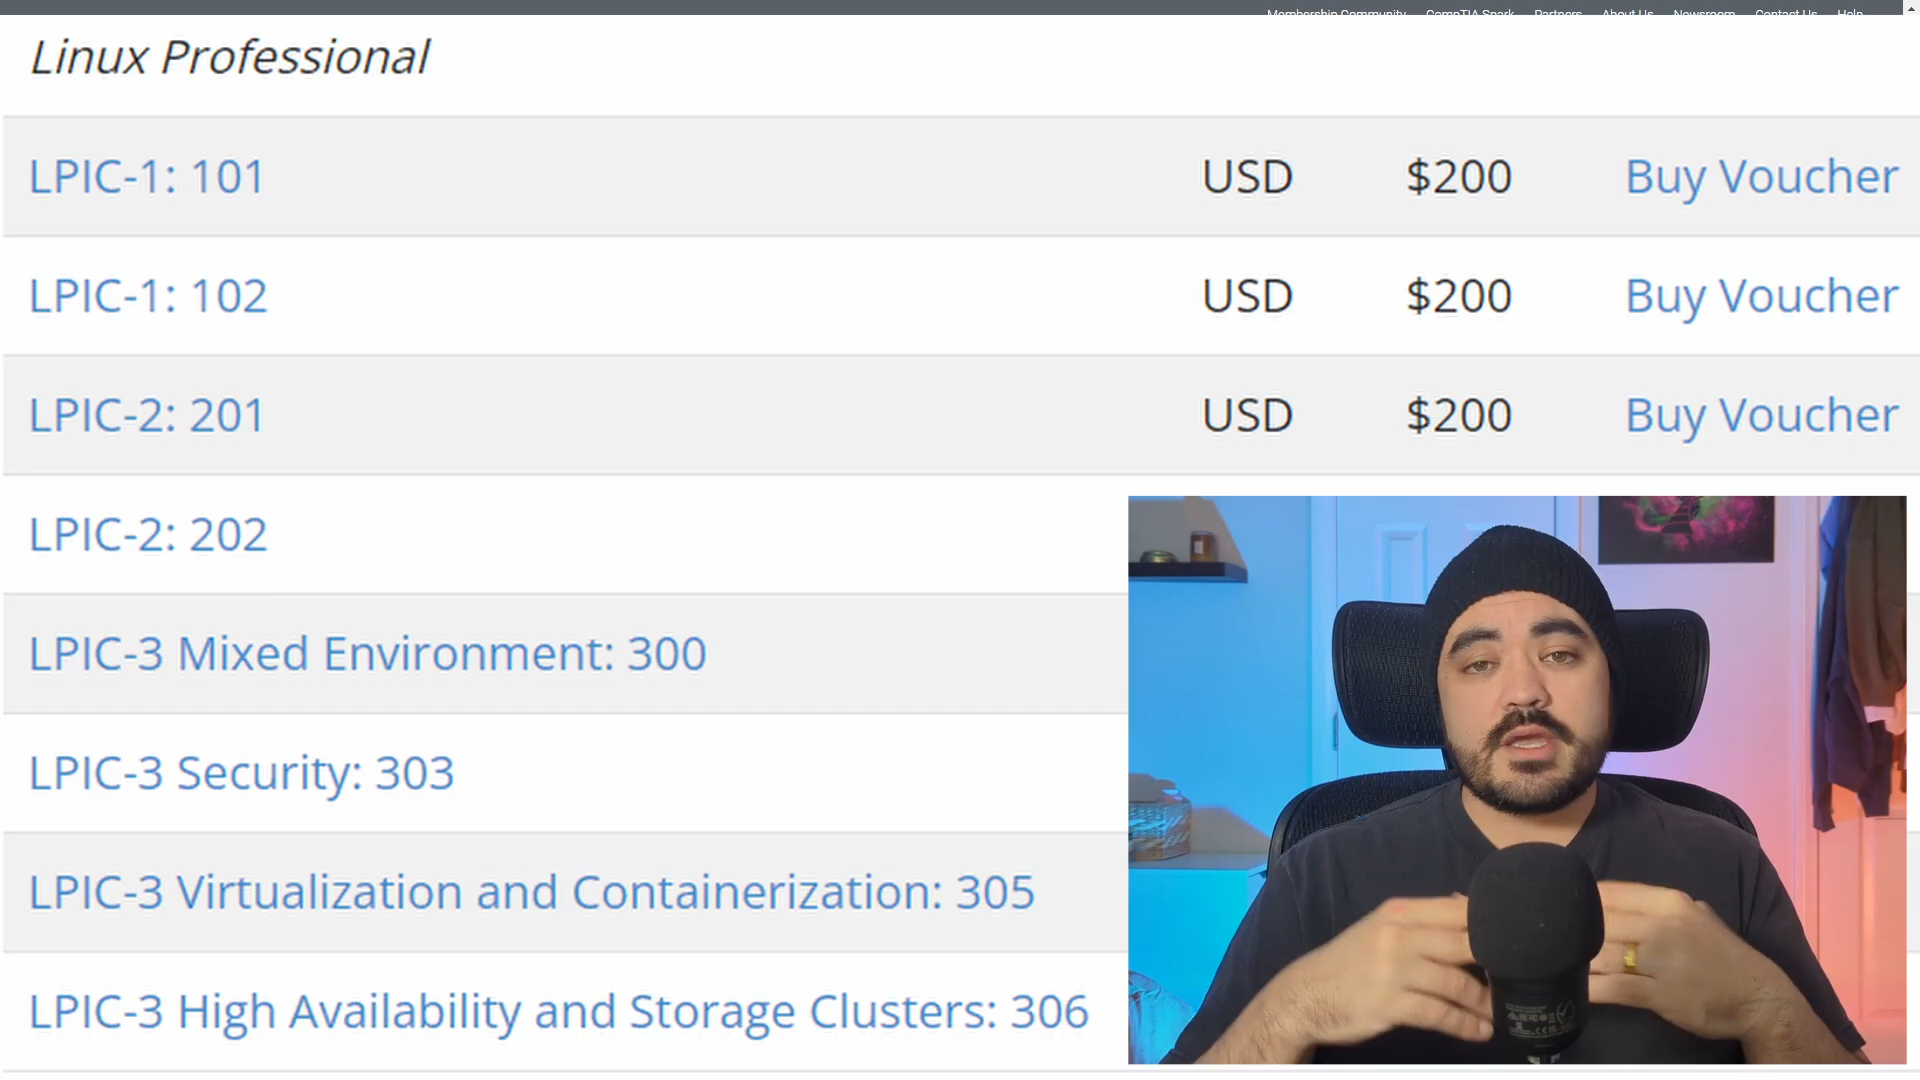 Membership Community CompTIA Spark Partners About Us Newsroom Contact Us Help
Linux Professional
LPIC-1: 101 USD $200 Buy Voucher
LPIC-1: 102 USD $200 Buy Voucher
LPIC-2: 201 USD $200 Buy Voucher
LPIC-2: 202
LPIC-3 Mixed Environment: 300
LPIC-3 Security: 303
LPIC-3 Virtualization and Containerization: 305
LPIC-3 High Availability and Storage Clusters: 306